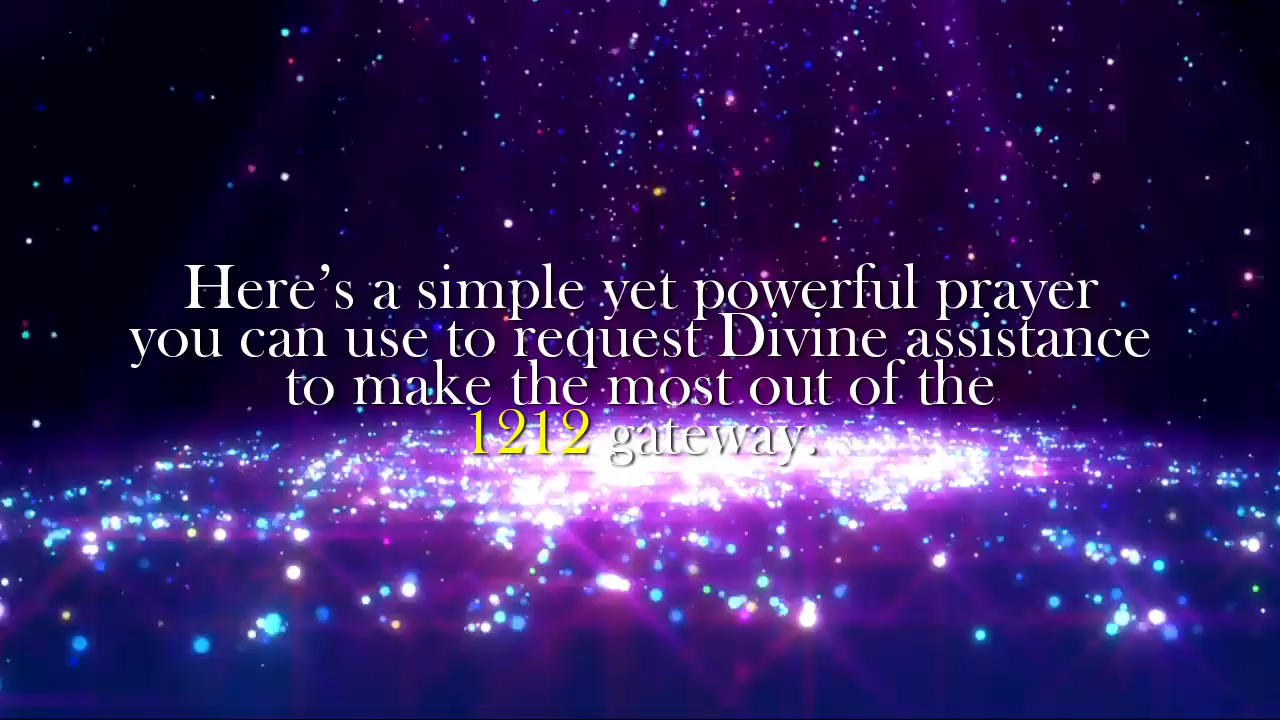 Here’s a simple yet powerful prayer
you can use to request Divine assistance
to make the most out of the
1212 gateway.